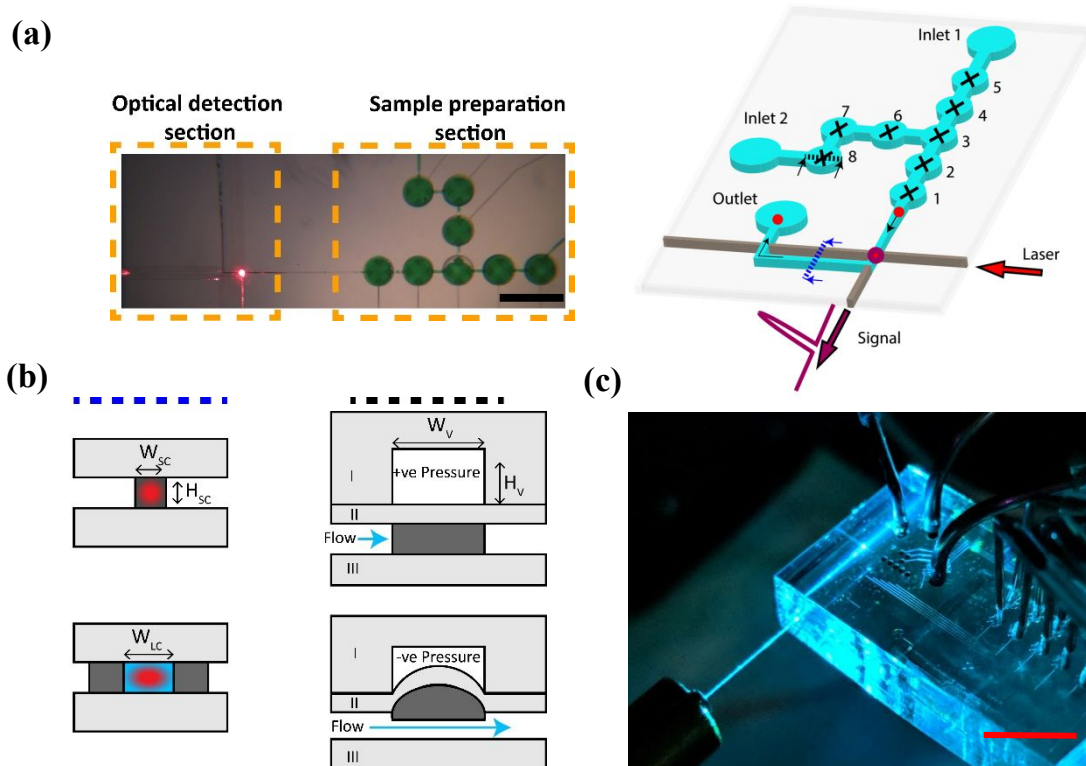 (a)
Optical detection
section
Sample preparation
section
Inlet 1
5
4
3
2
1
7
6
Inlet 2
8
Outlet
Laser
Signal
(b)
W_SC
H_SC
W_LC
W_V
+ve Pressure
H_V
I
II
Flow
III
-ve Pressure
I
II
Flow
III
(c)